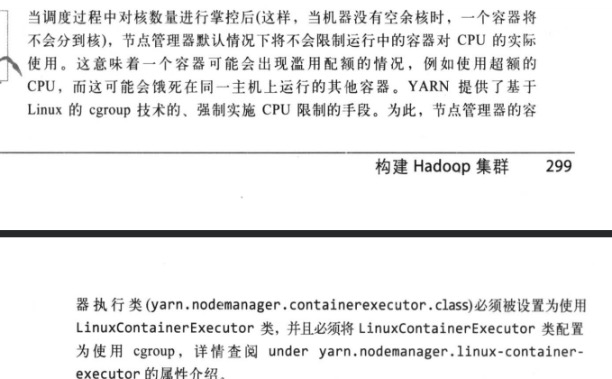 当调度过程中对核数量进行掌控后(这样，当机器没有空余核时，一个容器将
不会分到核)，节点管理器默认情况下将不会限制运行中的容器对 CPU 的实际
使用。这意味着一个容器可能会出现滥用配额的情况，例如使用超额的
CPU，而这可能会饿死在同一主机上运行的其他容器。YARN 提供了基于
Linux 的 cgroup 技术的、强制实施 CPU 限制的手段。为此，节点管理器的容
构建 Hadoop 集群 299
器执行类(yarn.nodemanager.containerexecutor.class)必须被设置为使用
LinuxContainerExecutor 类，并且必须将 LinuxContainerExecutor 类配置
为使用 cgroup，详情查阅 under yarn.nodemanager.linux-container-
executor 的属性介绍。